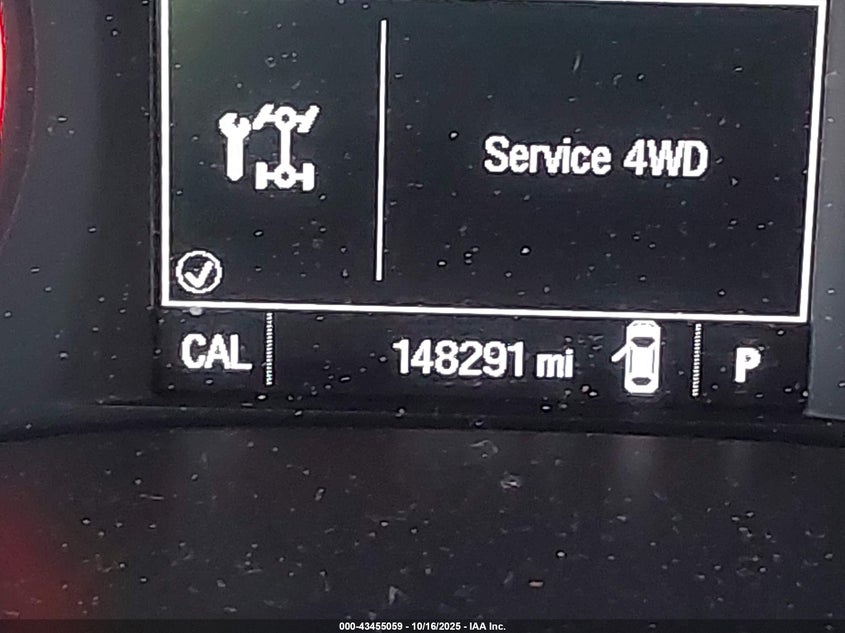 Service 4WD
CAL 148291 mi P
000-43455059 - 10/16/2025 - IAA Inc.